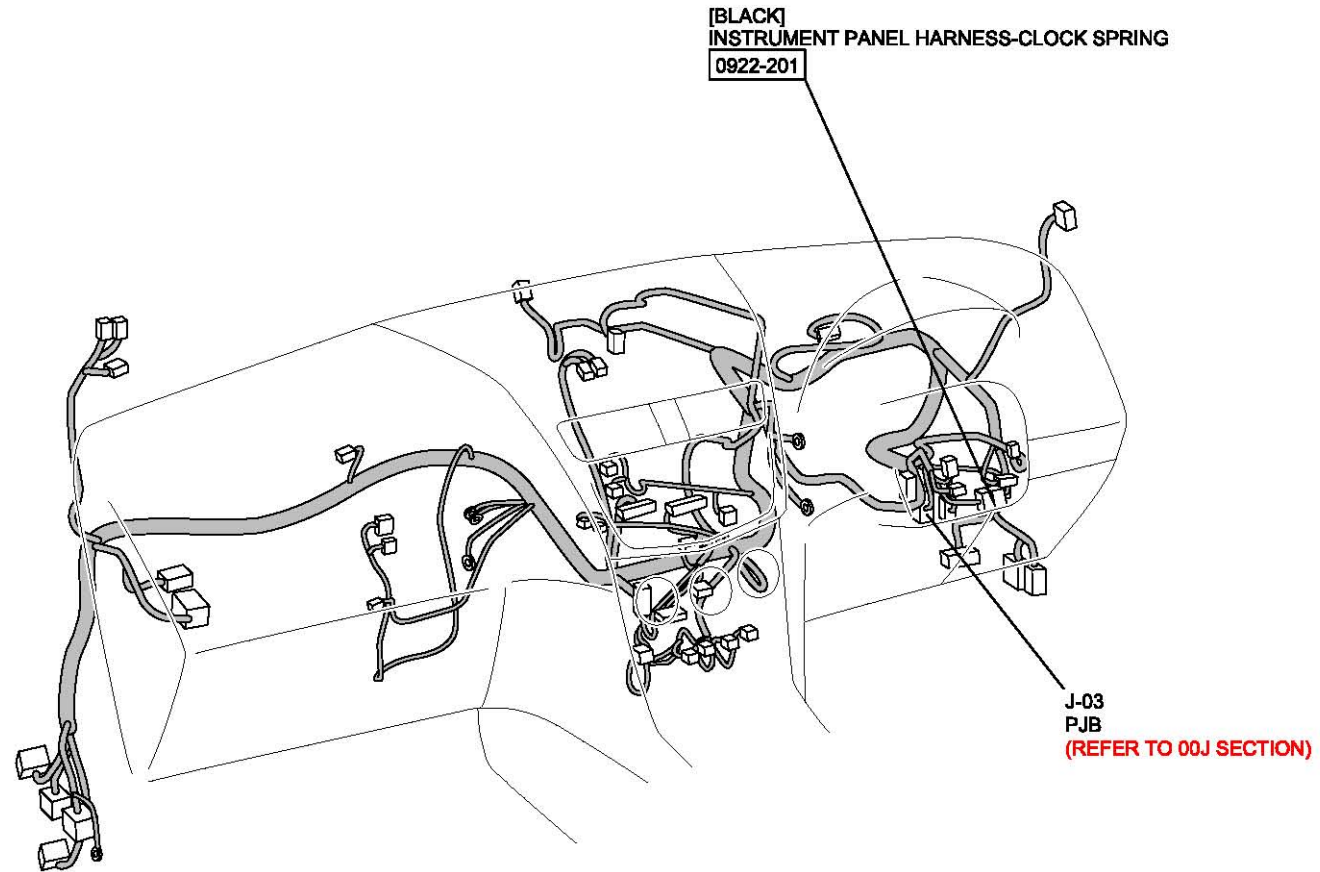 [BLACK]
INSTRUMENT PANEL HARNESS-CLOCK SPRING
0922-201
J-03
PJB
(REFER TO 00J SECTION)